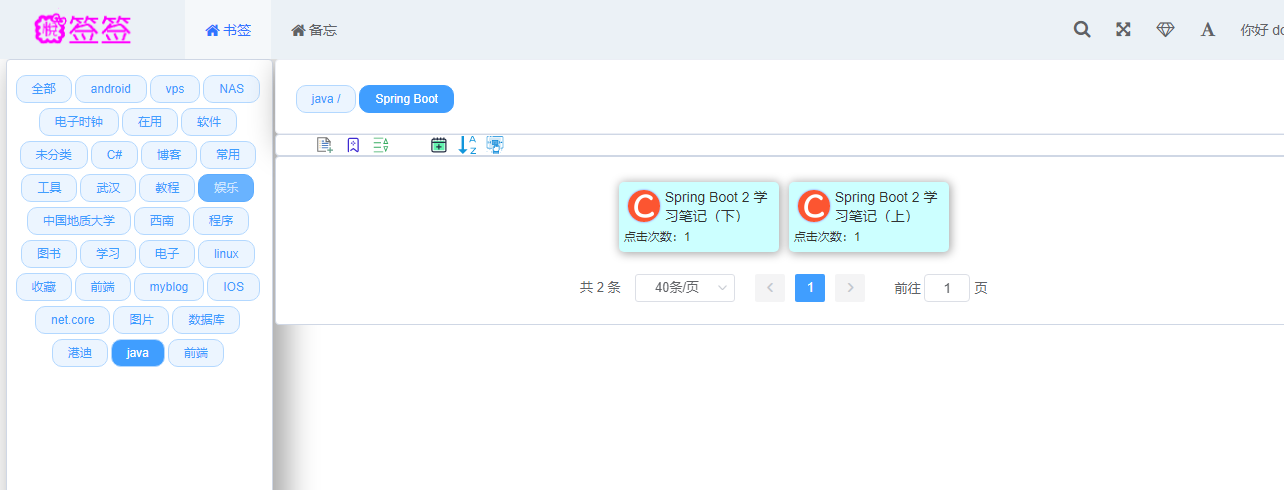 悦签签 书签 备忘 A 你好 do
全部 android vps NAS
电子时钟 在用 软件
未分类 C# 博客 常用
工具 武汉 教程 娱乐
中国地质大学 西南 程序
图书 学习 电子 linux
收藏 前端 myblog IOS
net.core 图片 数据库
港迪 java 前端
java / Spring Boot
A
Z
C Spring Boot 2 学
习笔记（下）
点击次数：1
C Spring Boot 2 学
习笔记（上）
点击次数：1
共 2 条 40条/页 1 前往 1 页